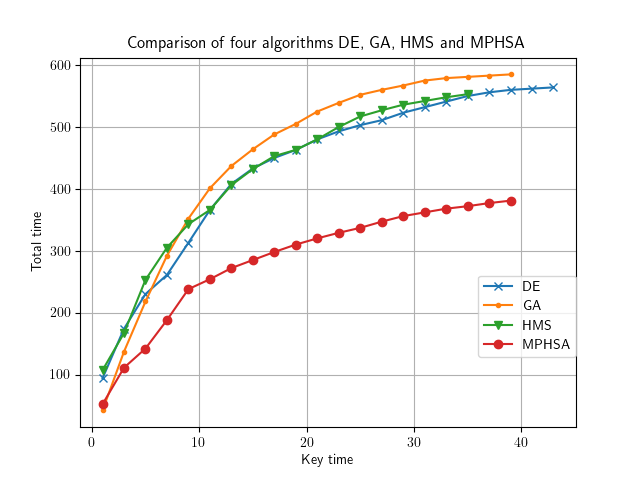 Comparison of four algorithms DE, GA, HMS and MPHSA
600
500
400
300
200
100
Total time
DE
GA
HMS
MPHSA
0 10 20 30 40
Key time